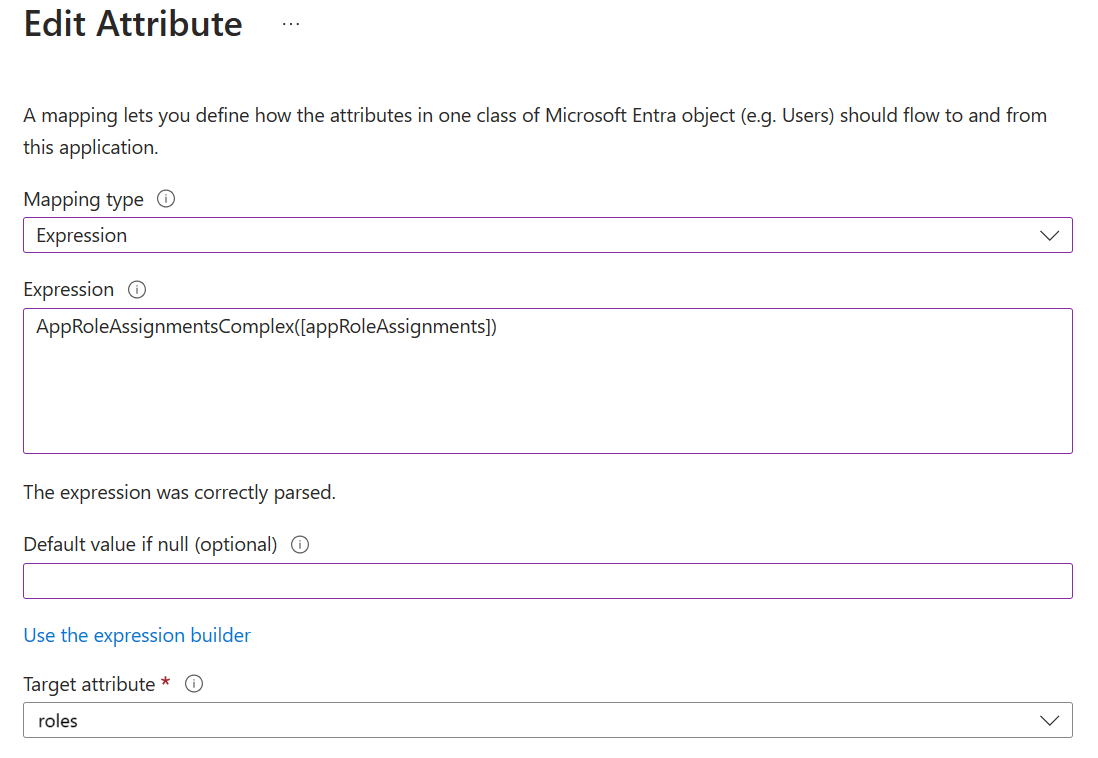 Edit Attribute ...
A mapping lets you define how the attributes in one class of Microsoft Entra object (e.g. Users) should flow to and from
this application.
Mapping type
Expression
Expression
AppRoleAssignmentsComplex([appRoleAssignments])
The expression was correctly parsed.
Default value if null (optional)
Use the expression builder
Target attribute *
roles